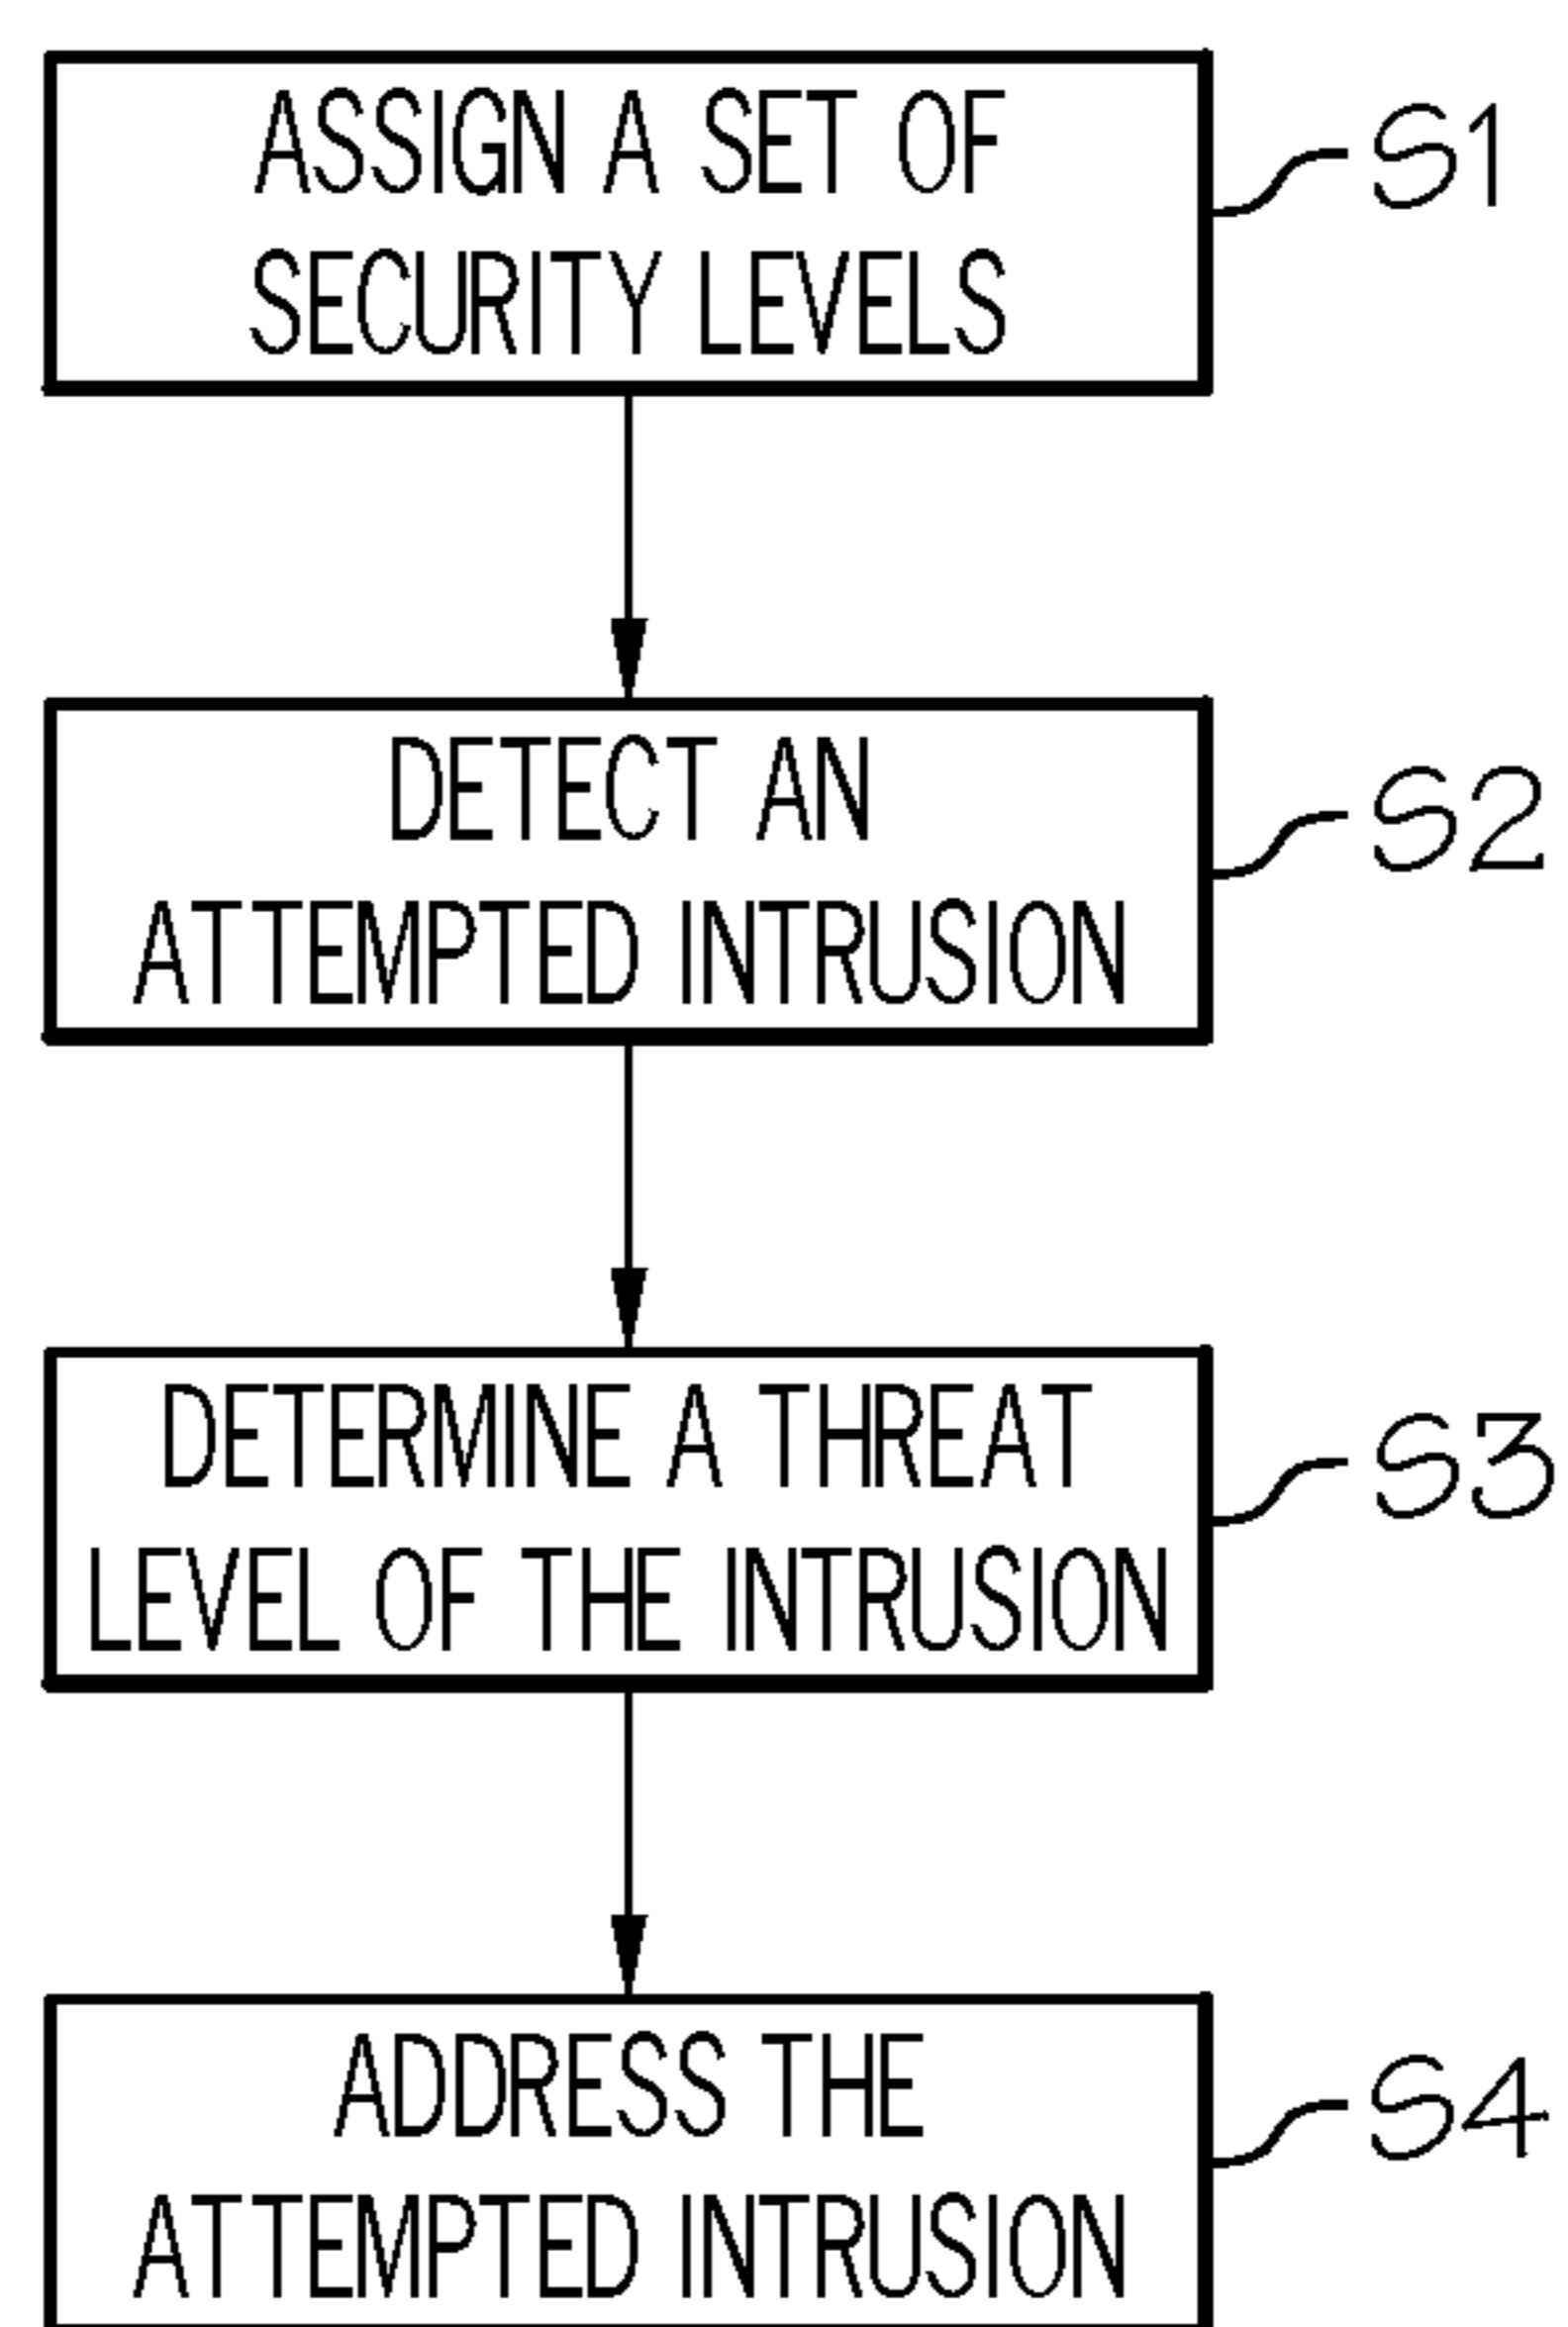 ASSIGN A SET OF
SECURITY LEVELS
S1
DETECT AN
ATTEMPTED INTRUSION
S2
DETERMINE A THREAT
LEVEL OF THE INTRUSION
S3
ADDRESS THE
ATTEMPTED INTRUSION
S4